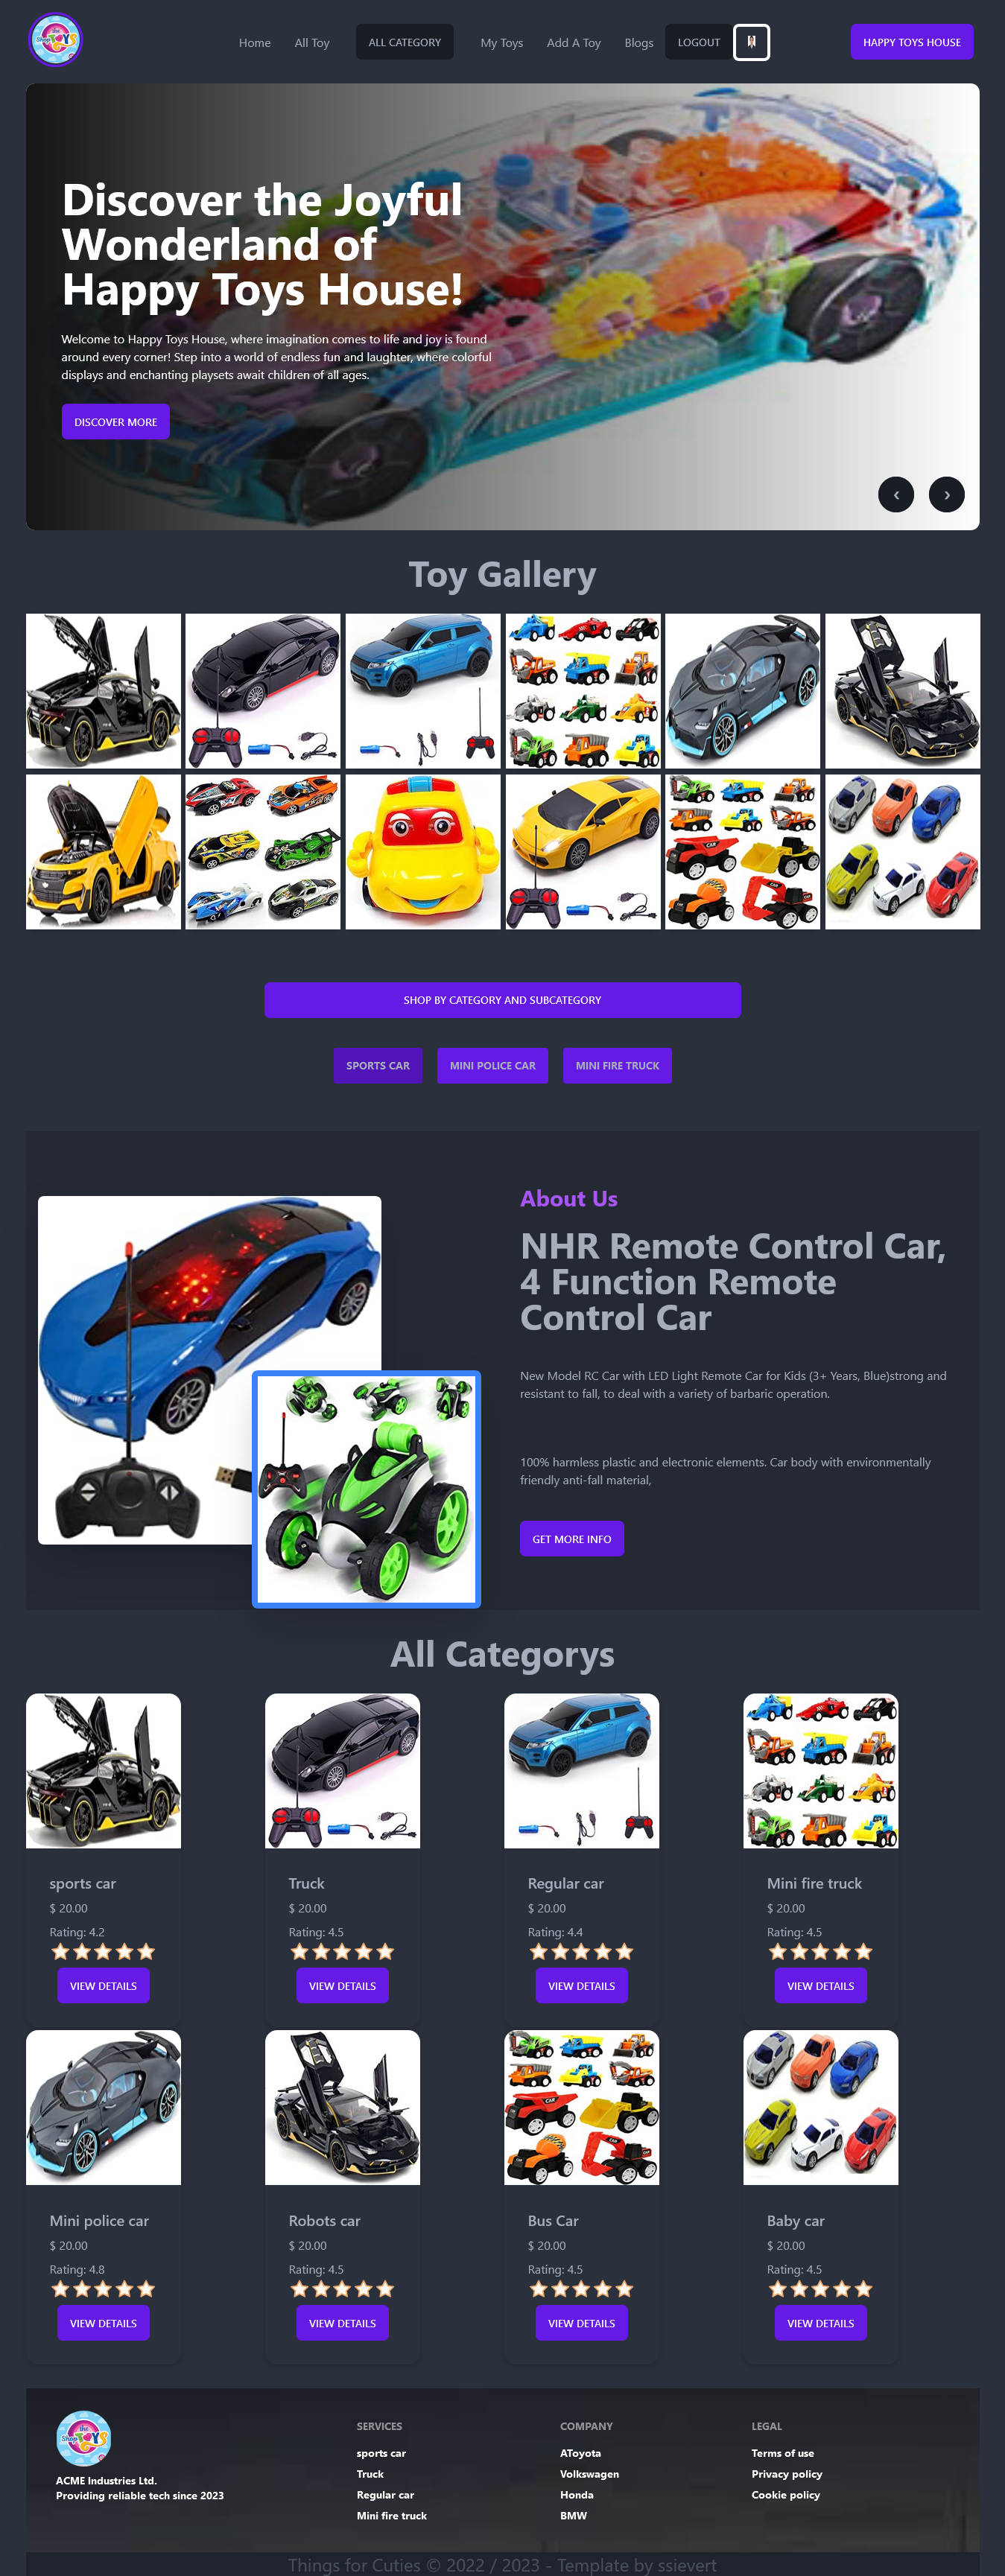 Home
All Toy
ALL CATEGORY
My Toys
Add A Toy
Blogs
LOGOUT
HAPPY TOYS HOUSE
Discover the Joyful
Wonderland of
Happy Toys House!
Welcome to Happy Toys House, where imagination comes to life and joy is found
around every corner! Step into a world of endless fun and laughter, where colorful
displays and enchanting playsets await children of all ages.
DISCOVER MORE
‹
›
Toy Gallery
SHOP BY CATEGORY AND SUBCATEGORY
SPORTS CAR
MINI POLICE CAR
MINI FIRE TRUCK
About Us
NHR Remote Control Car,
4 Function Remote
Control Car
New Model RC Car with LED Light Remote Car for Kids (3+ Years, Blue)strong and
resistant to fall, to deal with a variety of barbaric operation.
100% harmless plastic and electronic elements. Car body with environmentally
friendly anti-fall material,
GET MORE INFO
All Categorys
sports car
$ 20.00
Rating: 4.2
VIEW DETAILS
Truck
$ 20.00
Rating: 4.5
VIEW DETAILS
Regular car
$ 20.00
Rating: 4.4
VIEW DETAILS
Mini fire truck
$ 20.00
Rating: 4.5
VIEW DETAILS
Mini police car
$ 20.00
Rating: 4.8
VIEW DETAILS
Robots car
$ 20.00
Rating: 4.5
VIEW DETAILS
Bus Car
$ 20.00
Rating: 4.5
VIEW DETAILS
Baby car
$ 20.00
Rating: 4.5
VIEW DETAILS
the
Shop TOYS
ACME Industries Ltd.
Providing reliable tech since 2023
SERVICES
sports car
Truck
Regular car
Mini fire truck
COMPANY
AToyota
Volkswagen
Honda
BMW
LEGAL
Terms of use
Privacy policy
Cookie policy
Things for Cuties © 2022 / 2023 - Template by ssievert